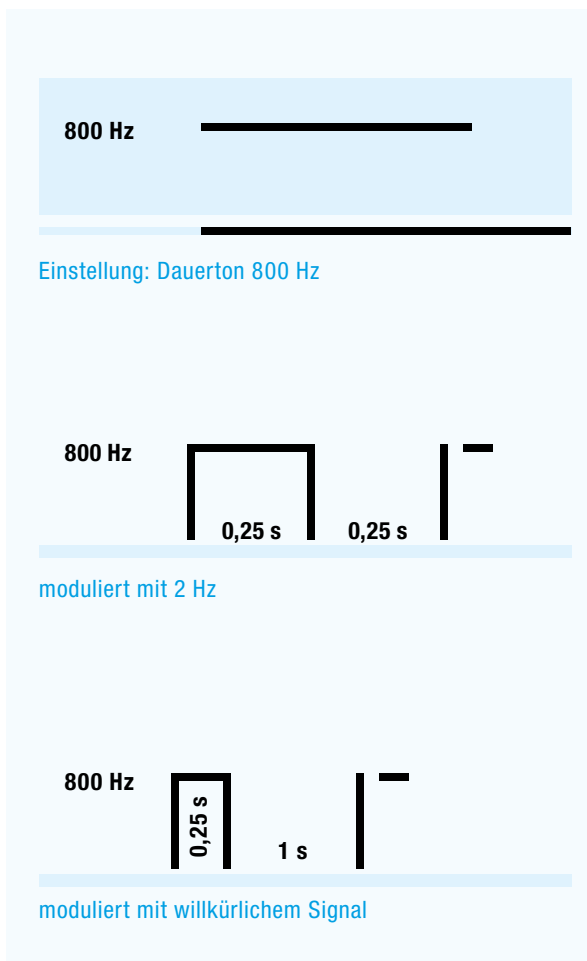 800 Hz
Einstellung: Dauerton 800 Hz
800 Hz
0,25 s 0,25 s
moduliert mit 2 Hz
800 Hz
0,25 s
1 s
moduliert mit willkürlichem Signal